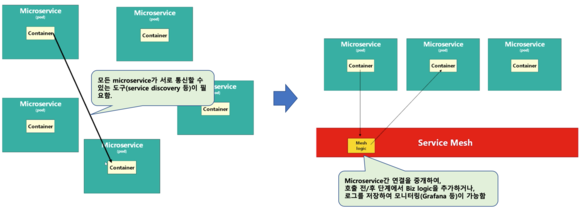 Microservice
(pod)
Container
Microservice
(pod)
Container
모든 microservice가 서로 통신할 수
있는 도구(service discovery 등)이 필
요함.
Container
Microservice
(pod)
Container
Microservice
(pod)
Container
Microservice
(pod)
Container
Microservice
(pod)
Container
Microservice
(pod)
Container
Service Mesh
Mesh
logic
Microservice간 연결을 중개하여,
호출 전/후 단계에서 Biz logic을 추가하거나,
로그를 저장하여 모니터링(Grafana 등)이 가능함